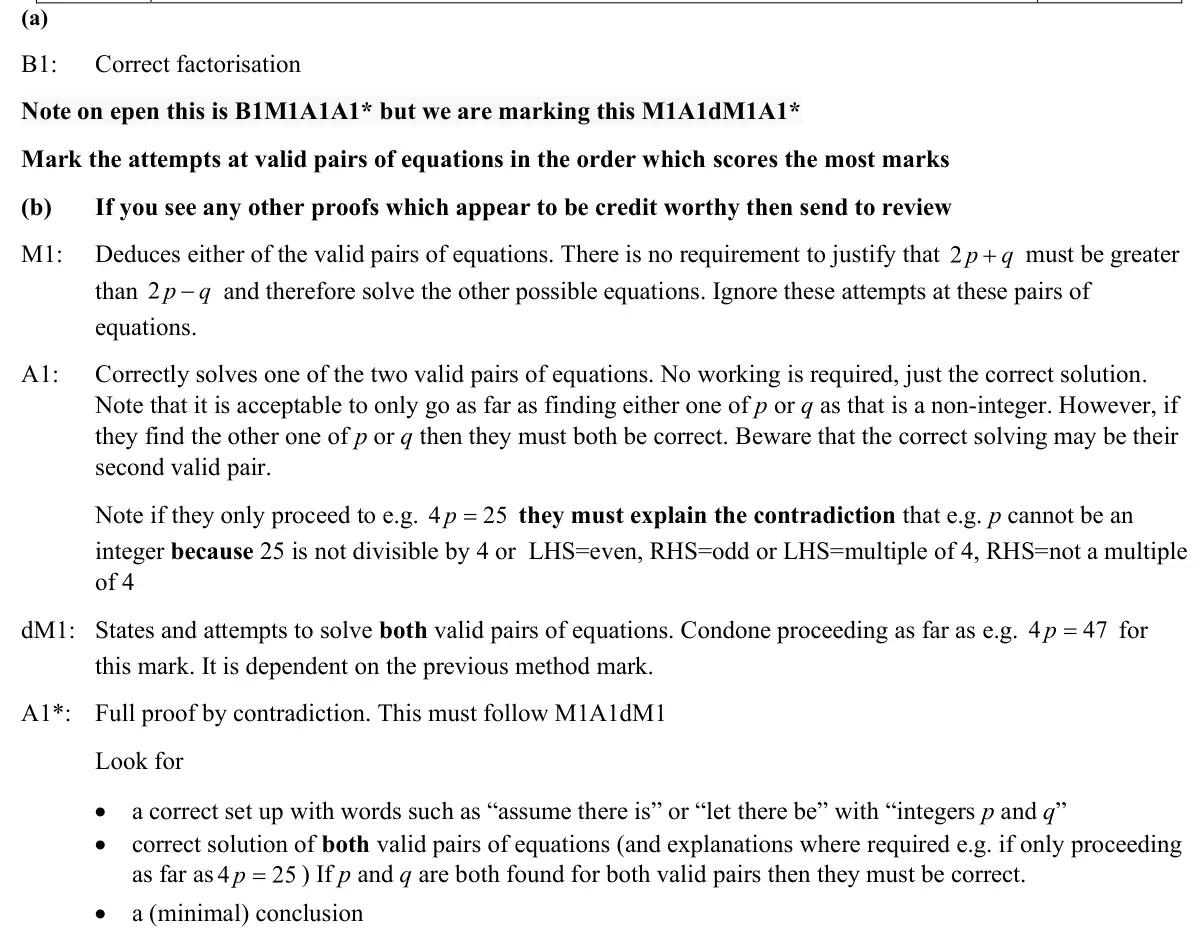 (a)
B1: Correct factorisation
Note on epen this is B1M1A1A1* but we are marking this M1A1dM1A1*
Mark the attempts at valid pairs of equations in the order which scores the most marks
(b) If you see any other proofs which appear to be credit worthy then send to review
M1: Deduces either of the valid pairs of equations. There is no requirement to justify that 2p + q must be greater
than 2p − q and therefore solve the other possible equations. Ignore these attempts at these pairs of
equations.
A1: Correctly solves one of the two valid pairs of equations. No working is required, just the correct solution.
Note that it is acceptable to only go as far as finding either one of p or q as that is a non-integer. However, if
they find the other one of p or q then they must both be correct. Beware that the correct solving may be their
second valid pair.
Note if they only proceed to e.g. 4p = 25 they must explain the contradiction that e.g. p cannot be an
integer because 25 is not divisible by 4 or LHS=even, RHS=odd or LHS=multiple of 4, RHS=not a multiple
of 4
dM1: States and attempts to solve both valid pairs of equations. Condone proceeding as far as e.g. 4p = 47 for
this mark. It is dependent on the previous method mark.
A1*: Full proof by contradiction. This must follow M1A1dM1
Look for
• a correct set up with words such as “assume there is” or “let there be” with “integers p and q”
• correct solution of both valid pairs of equations (and explanations where required e.g. if only proceeding
as far as 4p = 25 ) If p and q are both found for both valid pairs then they must be correct.
• a (minimal) conclusion